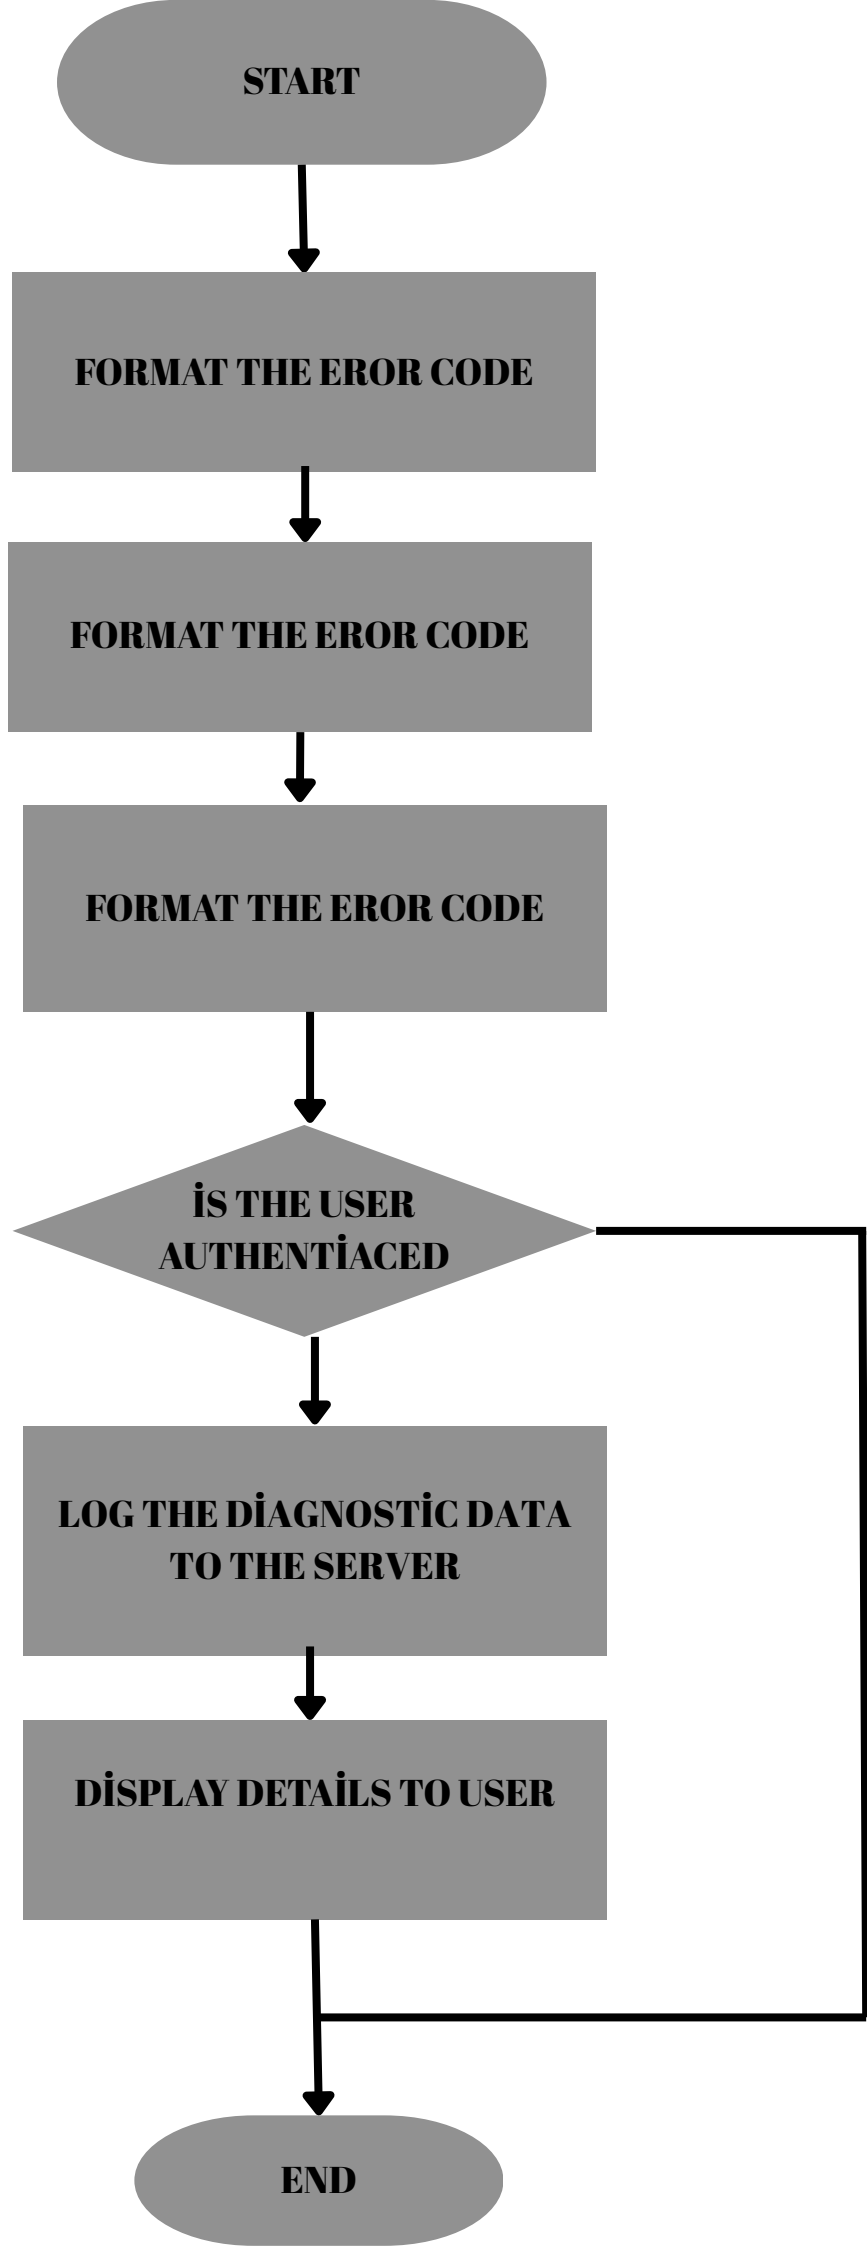 START
FORMAT THE EROR CODE
FORMAT THE EROR CODE
FORMAT THE EROR CODE
İS THE USER
AUTHENTİACED
LOG THE DİAGNOSTİC DATA
TO THE SERVER
DİSPLAY DETAİLS TO USER
END